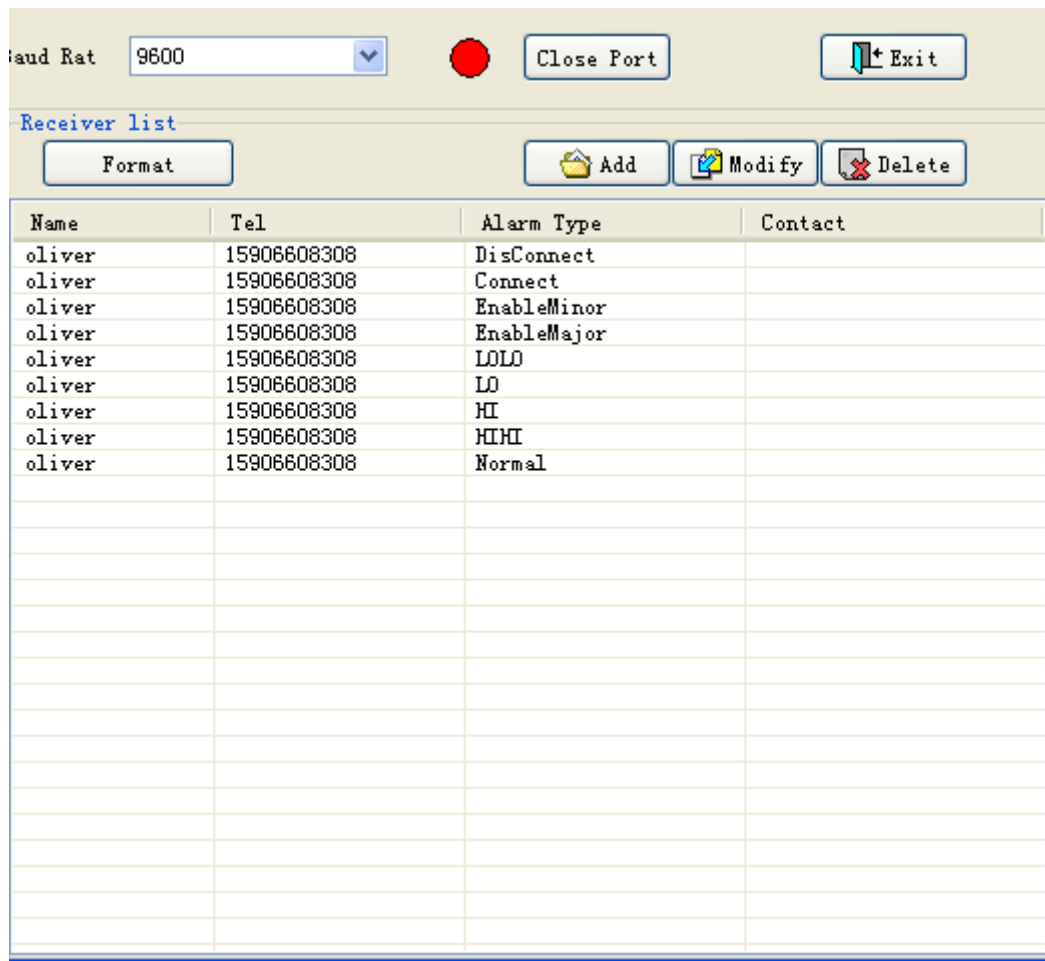 aud Rat 9600 Close Port Exit
Receiver list
Format Add Modify Delete
Name Tel Alarm Type Contact
oliver 15906608308 DisConnect
oliver 15906608308 Connect
oliver 15906608308 EnableMinor
oliver 15906608308 EnableMajor
oliver 15906608308 LOLO
oliver 15906608308 LO
oliver 15906608308 HI
oliver 15906608308 HIHI
oliver 15906608308 Normal